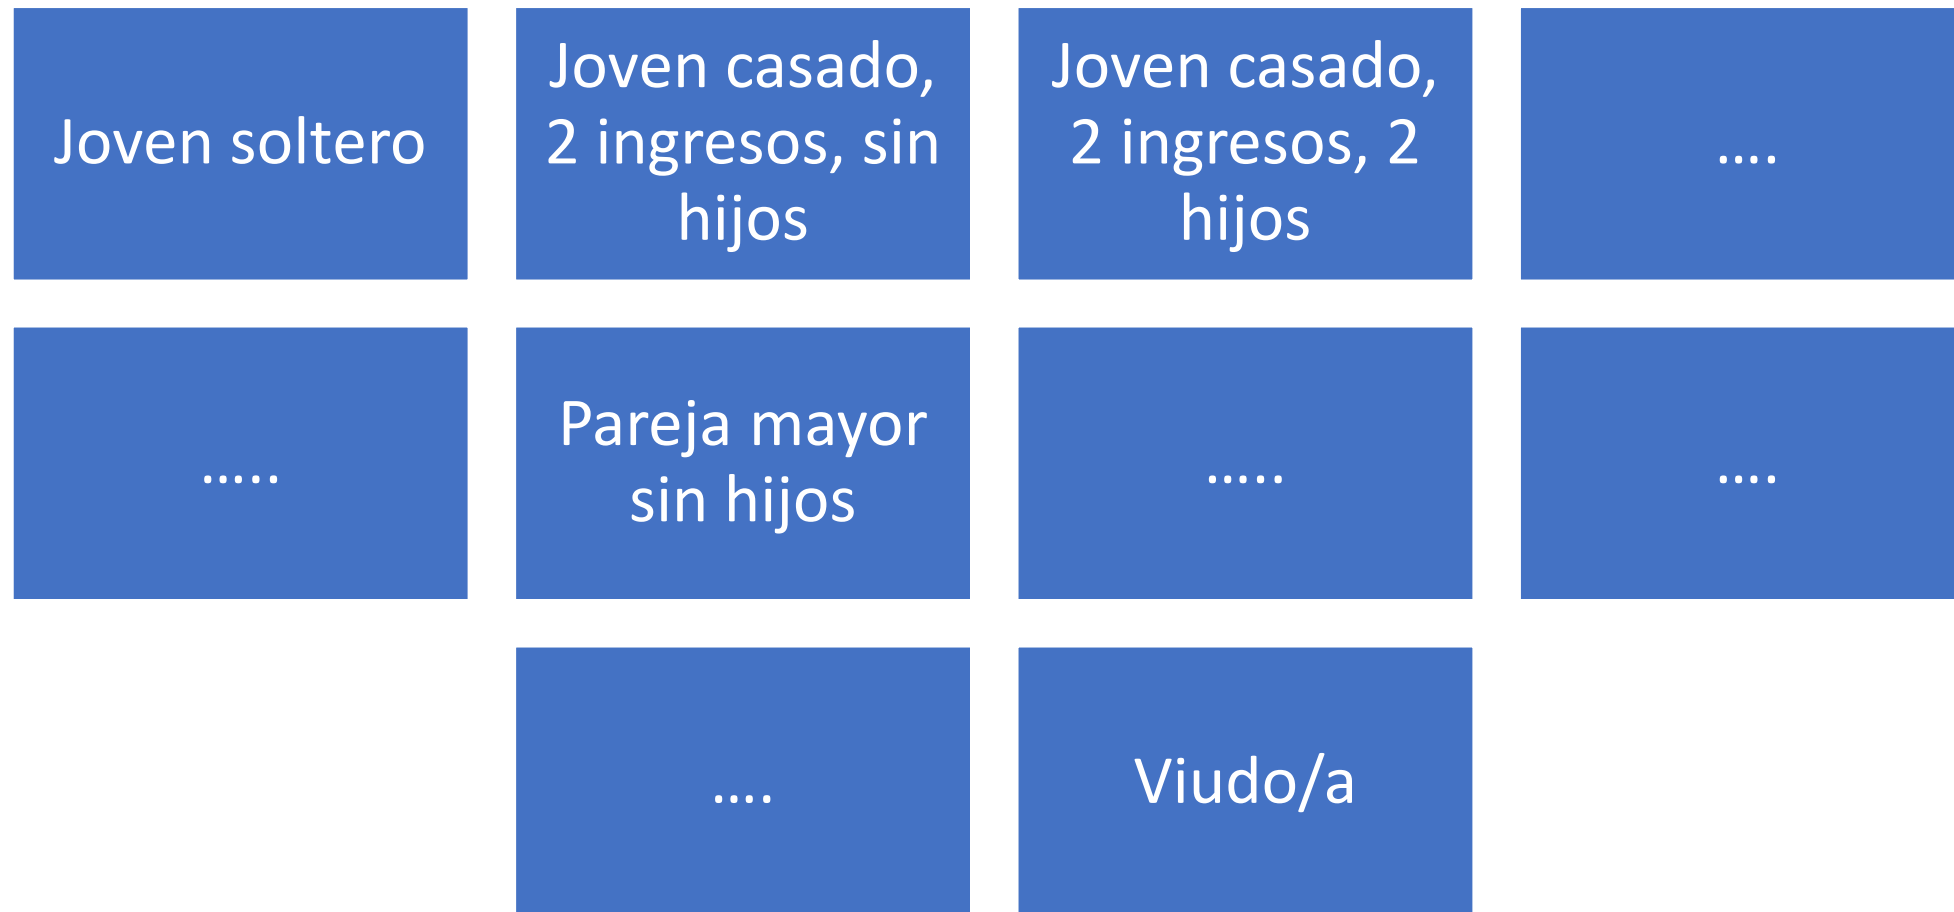 Joven soltero
Joven casado,
2 ingresos, sin
hijos
Joven casado,
2 ingresos, 2
hijos
....
.....
Pareja mayor
sin hijos
.....
....
....
Viudo/a